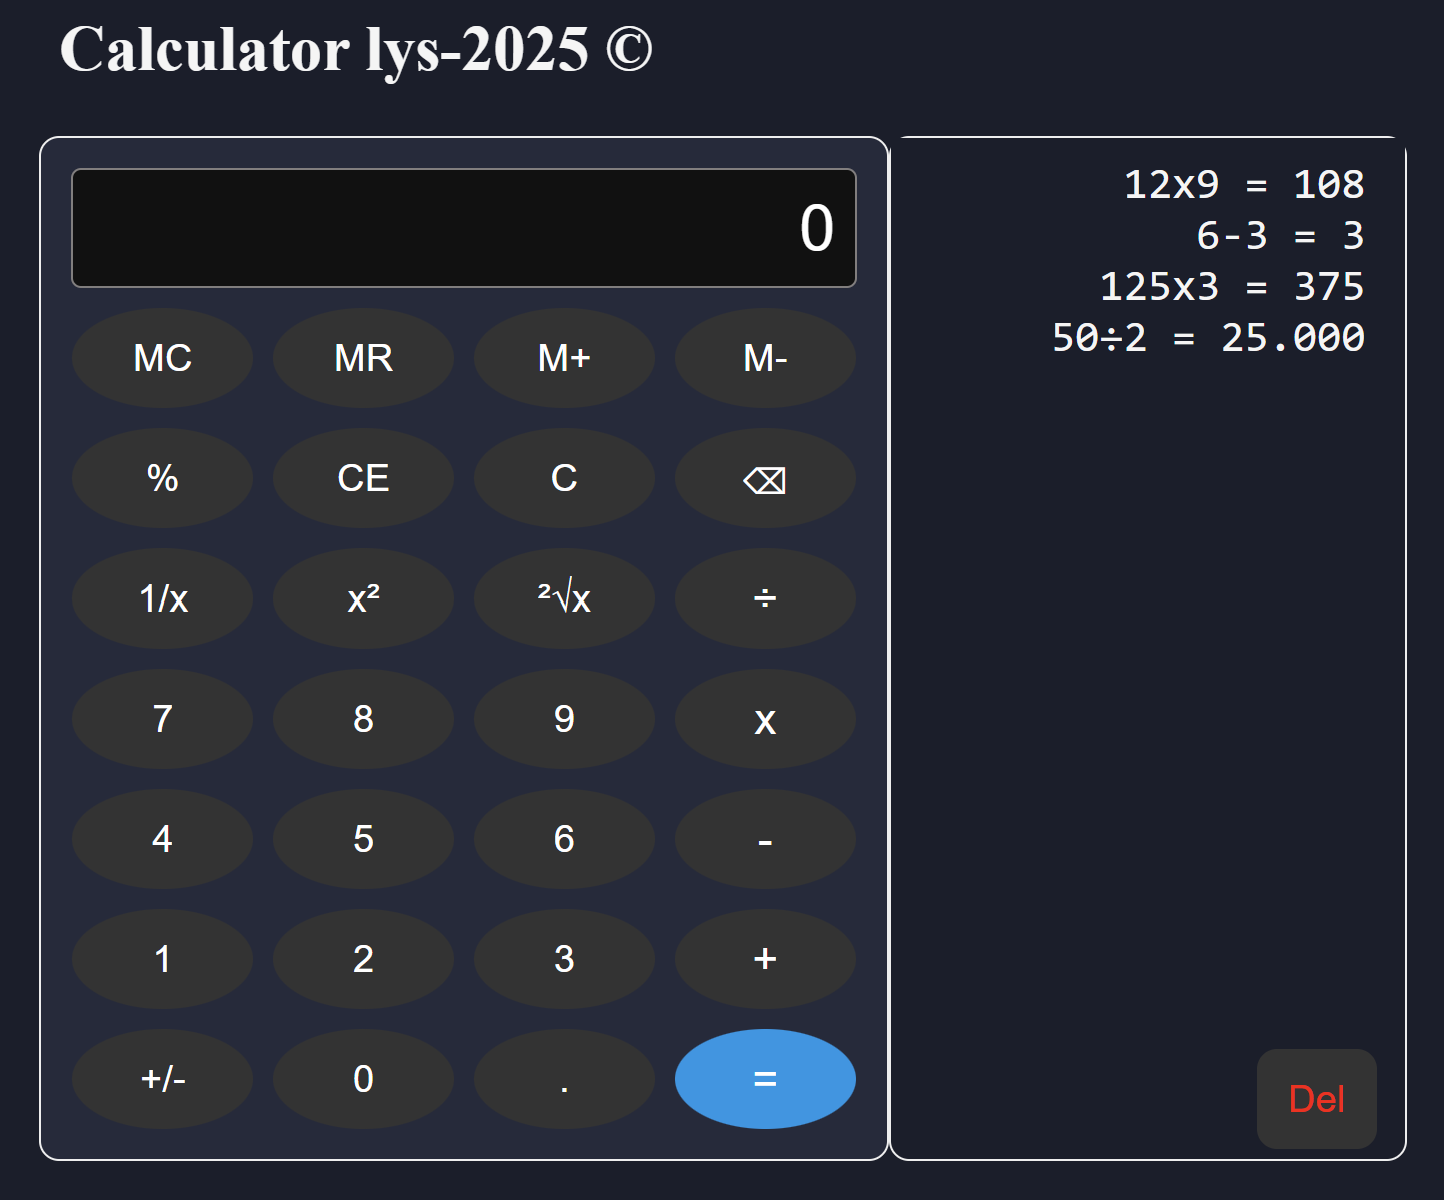 Calculator lys-2025 ©
0
MC MR M+ M-
% CE C ⌫
1/x x² ²√x ÷
7 8 9 x
4 5 6 -
1 2 3 +
+/- 0 . =
12x9 = 108
6-3 = 3
125x3 = 375
50÷2 = 25.000
Del